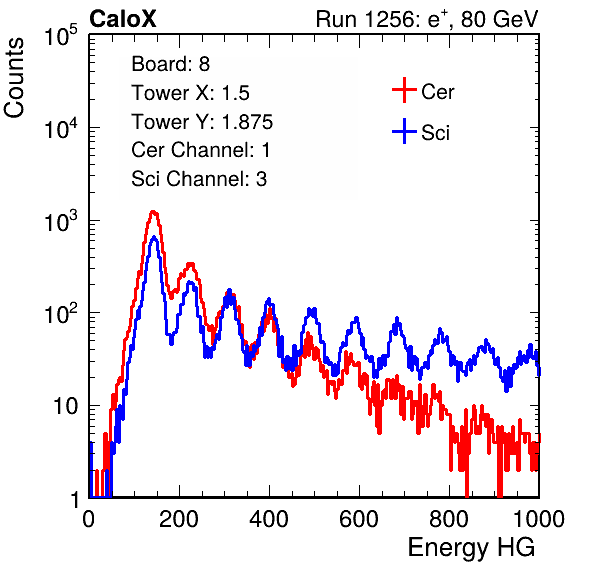 CaloX Run 1256: e⁺, 80 GeV
Board: 8
Tower X: 1.5
Tower Y: 1.875
Cer Channel: 1
Sci Channel: 3
Cer
Sci
Counts
10⁵
10⁴
10³
10²
10
1
0 200 400 600 800 1000
Energy HG